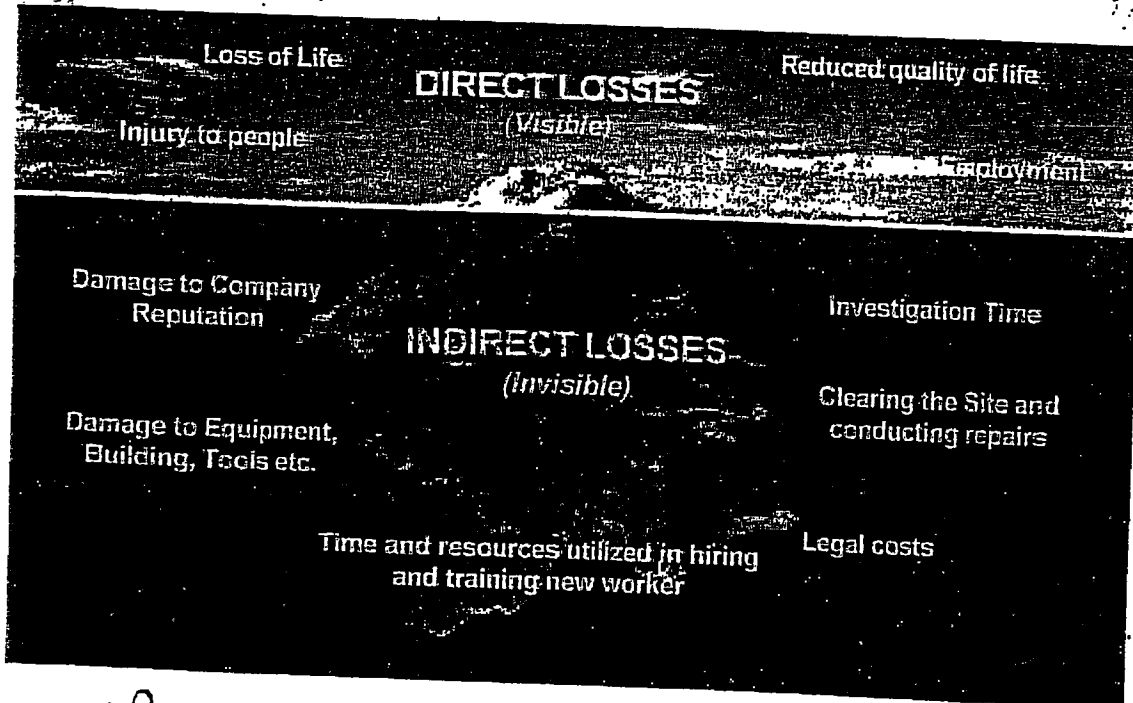 Loss of Life
DIRECT LOSSES
(Visible)
Reduced quality of life
Injury to people
Damage to Company
Reputation
Investigation Time
INDIRECT LOSSES
(Invisible)
Clearing the Site and
conducting repairs
Damage to Equipment,
Building, Tools etc.
Time and resources utilized in hiring
and training new worker
Legal costs